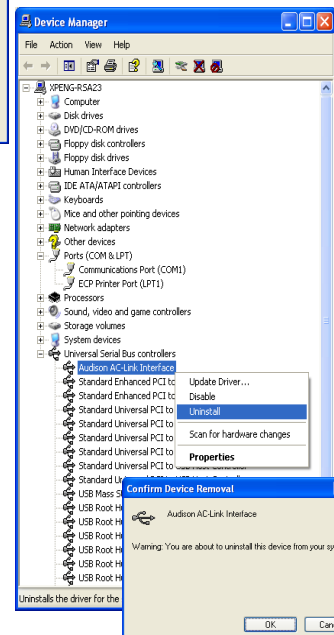 Device Manager
File Action View Help
XPENG-RSA23
Computer
Disk drives
DVD/CD-ROM drives
Floppy disk controllers
Floppy disk drives
Human Interface Devices
IDE ATA/ATAPI controllers
Keyboards
Mice and other pointing devices
Network adapters
Other devices
Ports (COM & LPT)
Communications Port (COM1)
ECP Printer Port (LPT1)
Processors
Sound, video and game controllers
Storage volumes
System devices
Universal Serial Bus controllers
Audison AC-Link Interface
Standard Enhanced PCI to
Standard Enhanced PCI to
Standard Universal PCI to
Standard Universal PCI to
Standard Universal PCI to
Standard Universal PCI to
Standard Universal PCI to USB Host Controller
Standard
USB Mass
USB Root
USB Root
USB Root
USB Root
USB Root
USB Root
Update Driver...
Disable
Uninstall
Scan for hardware changes
Properties
Uninstalls the driver for the
Confirm Device Removal
Audison AC-Link Interface
Warning: You are about to uninstall this device from your
OK